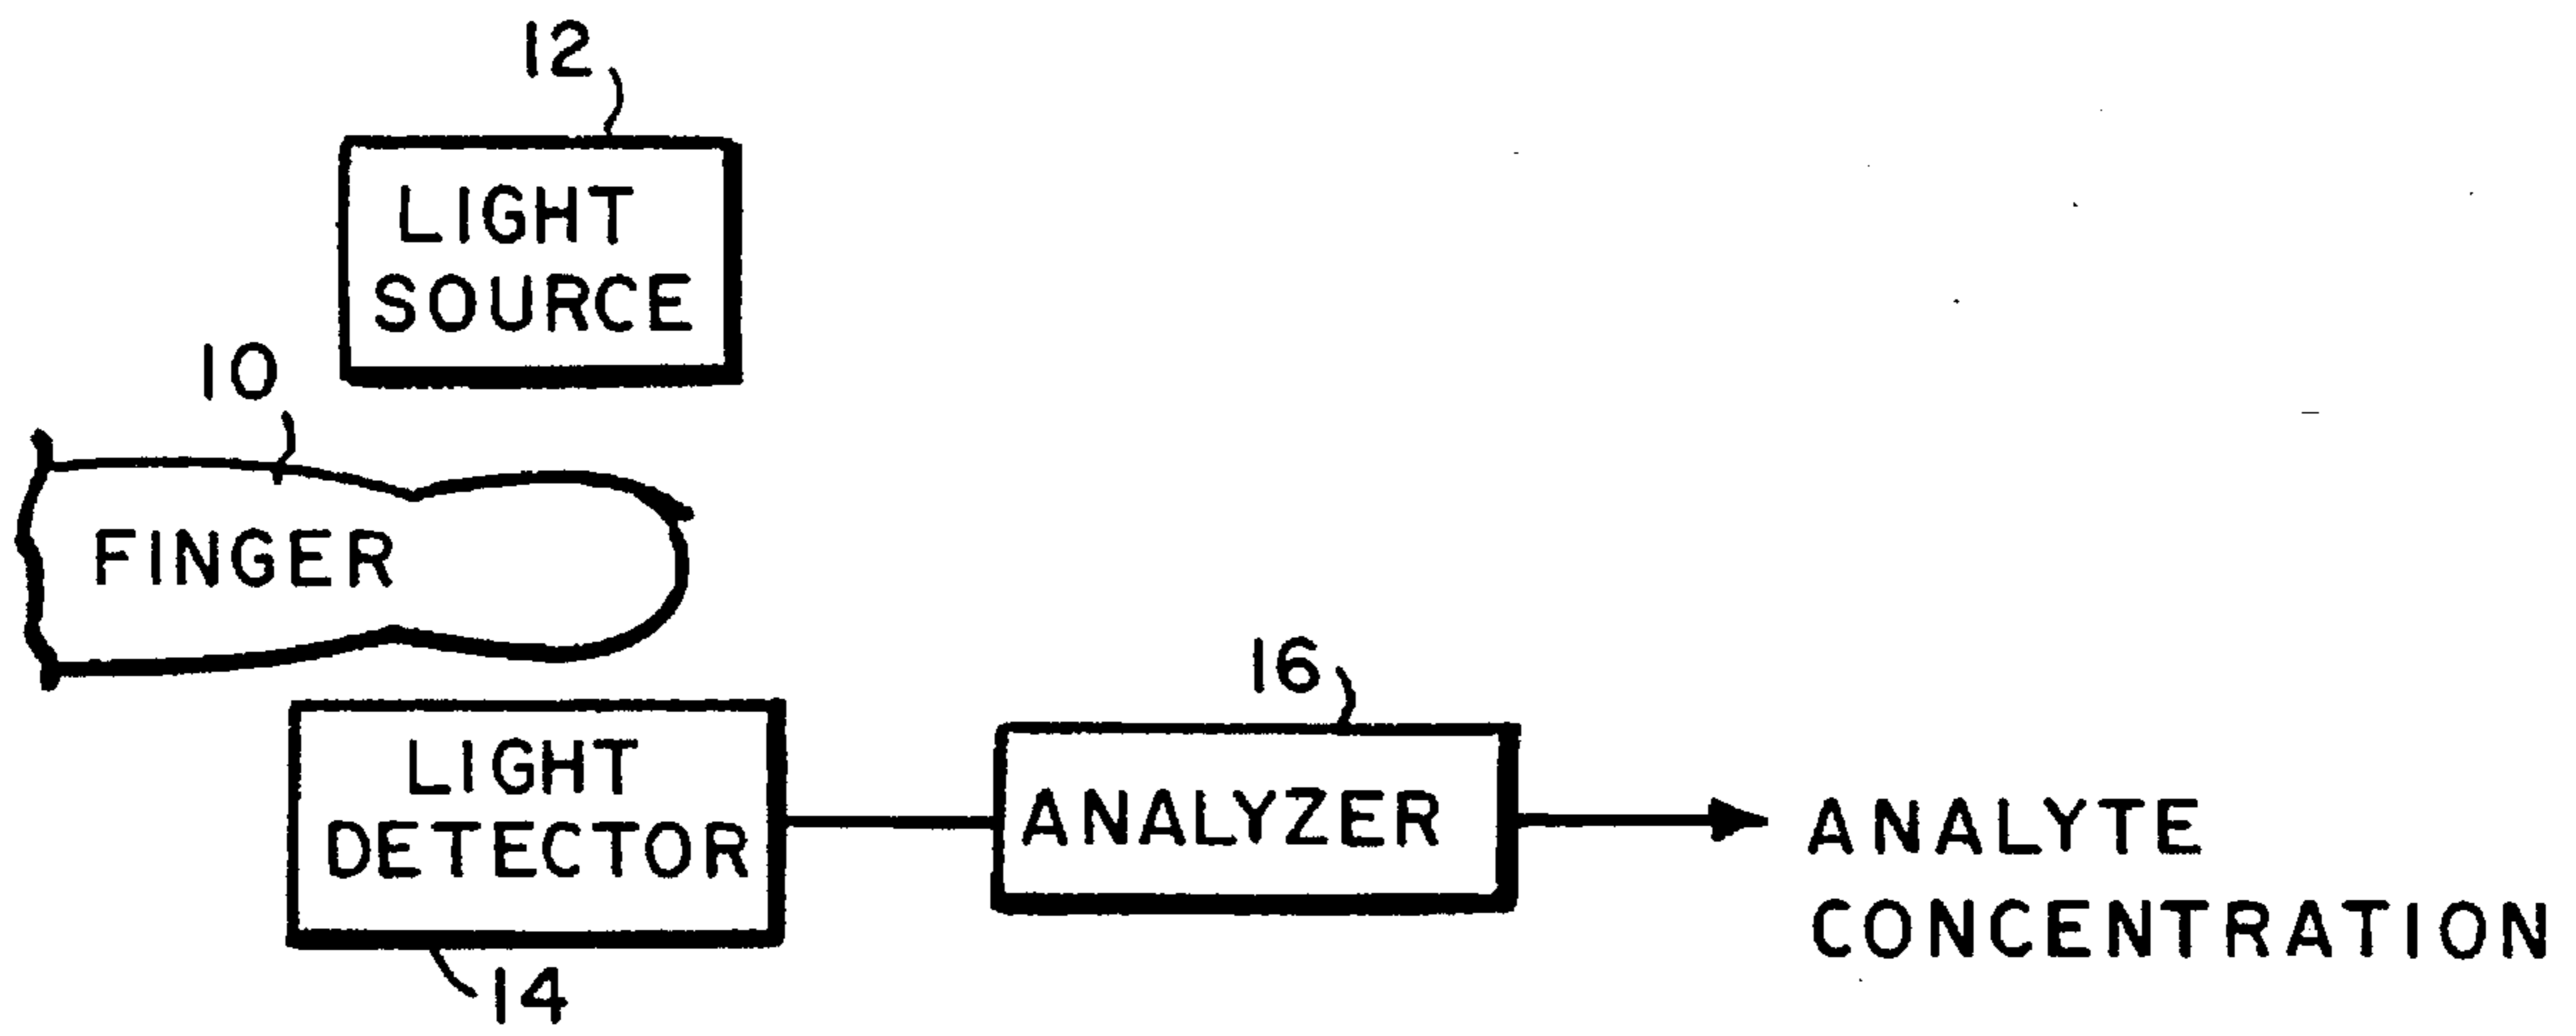 12
LIGHT
SOURCE
10
FINGER
16
LIGHT
DETECTOR
ANALYZER
ANALYTE
CONCENTRATION
14